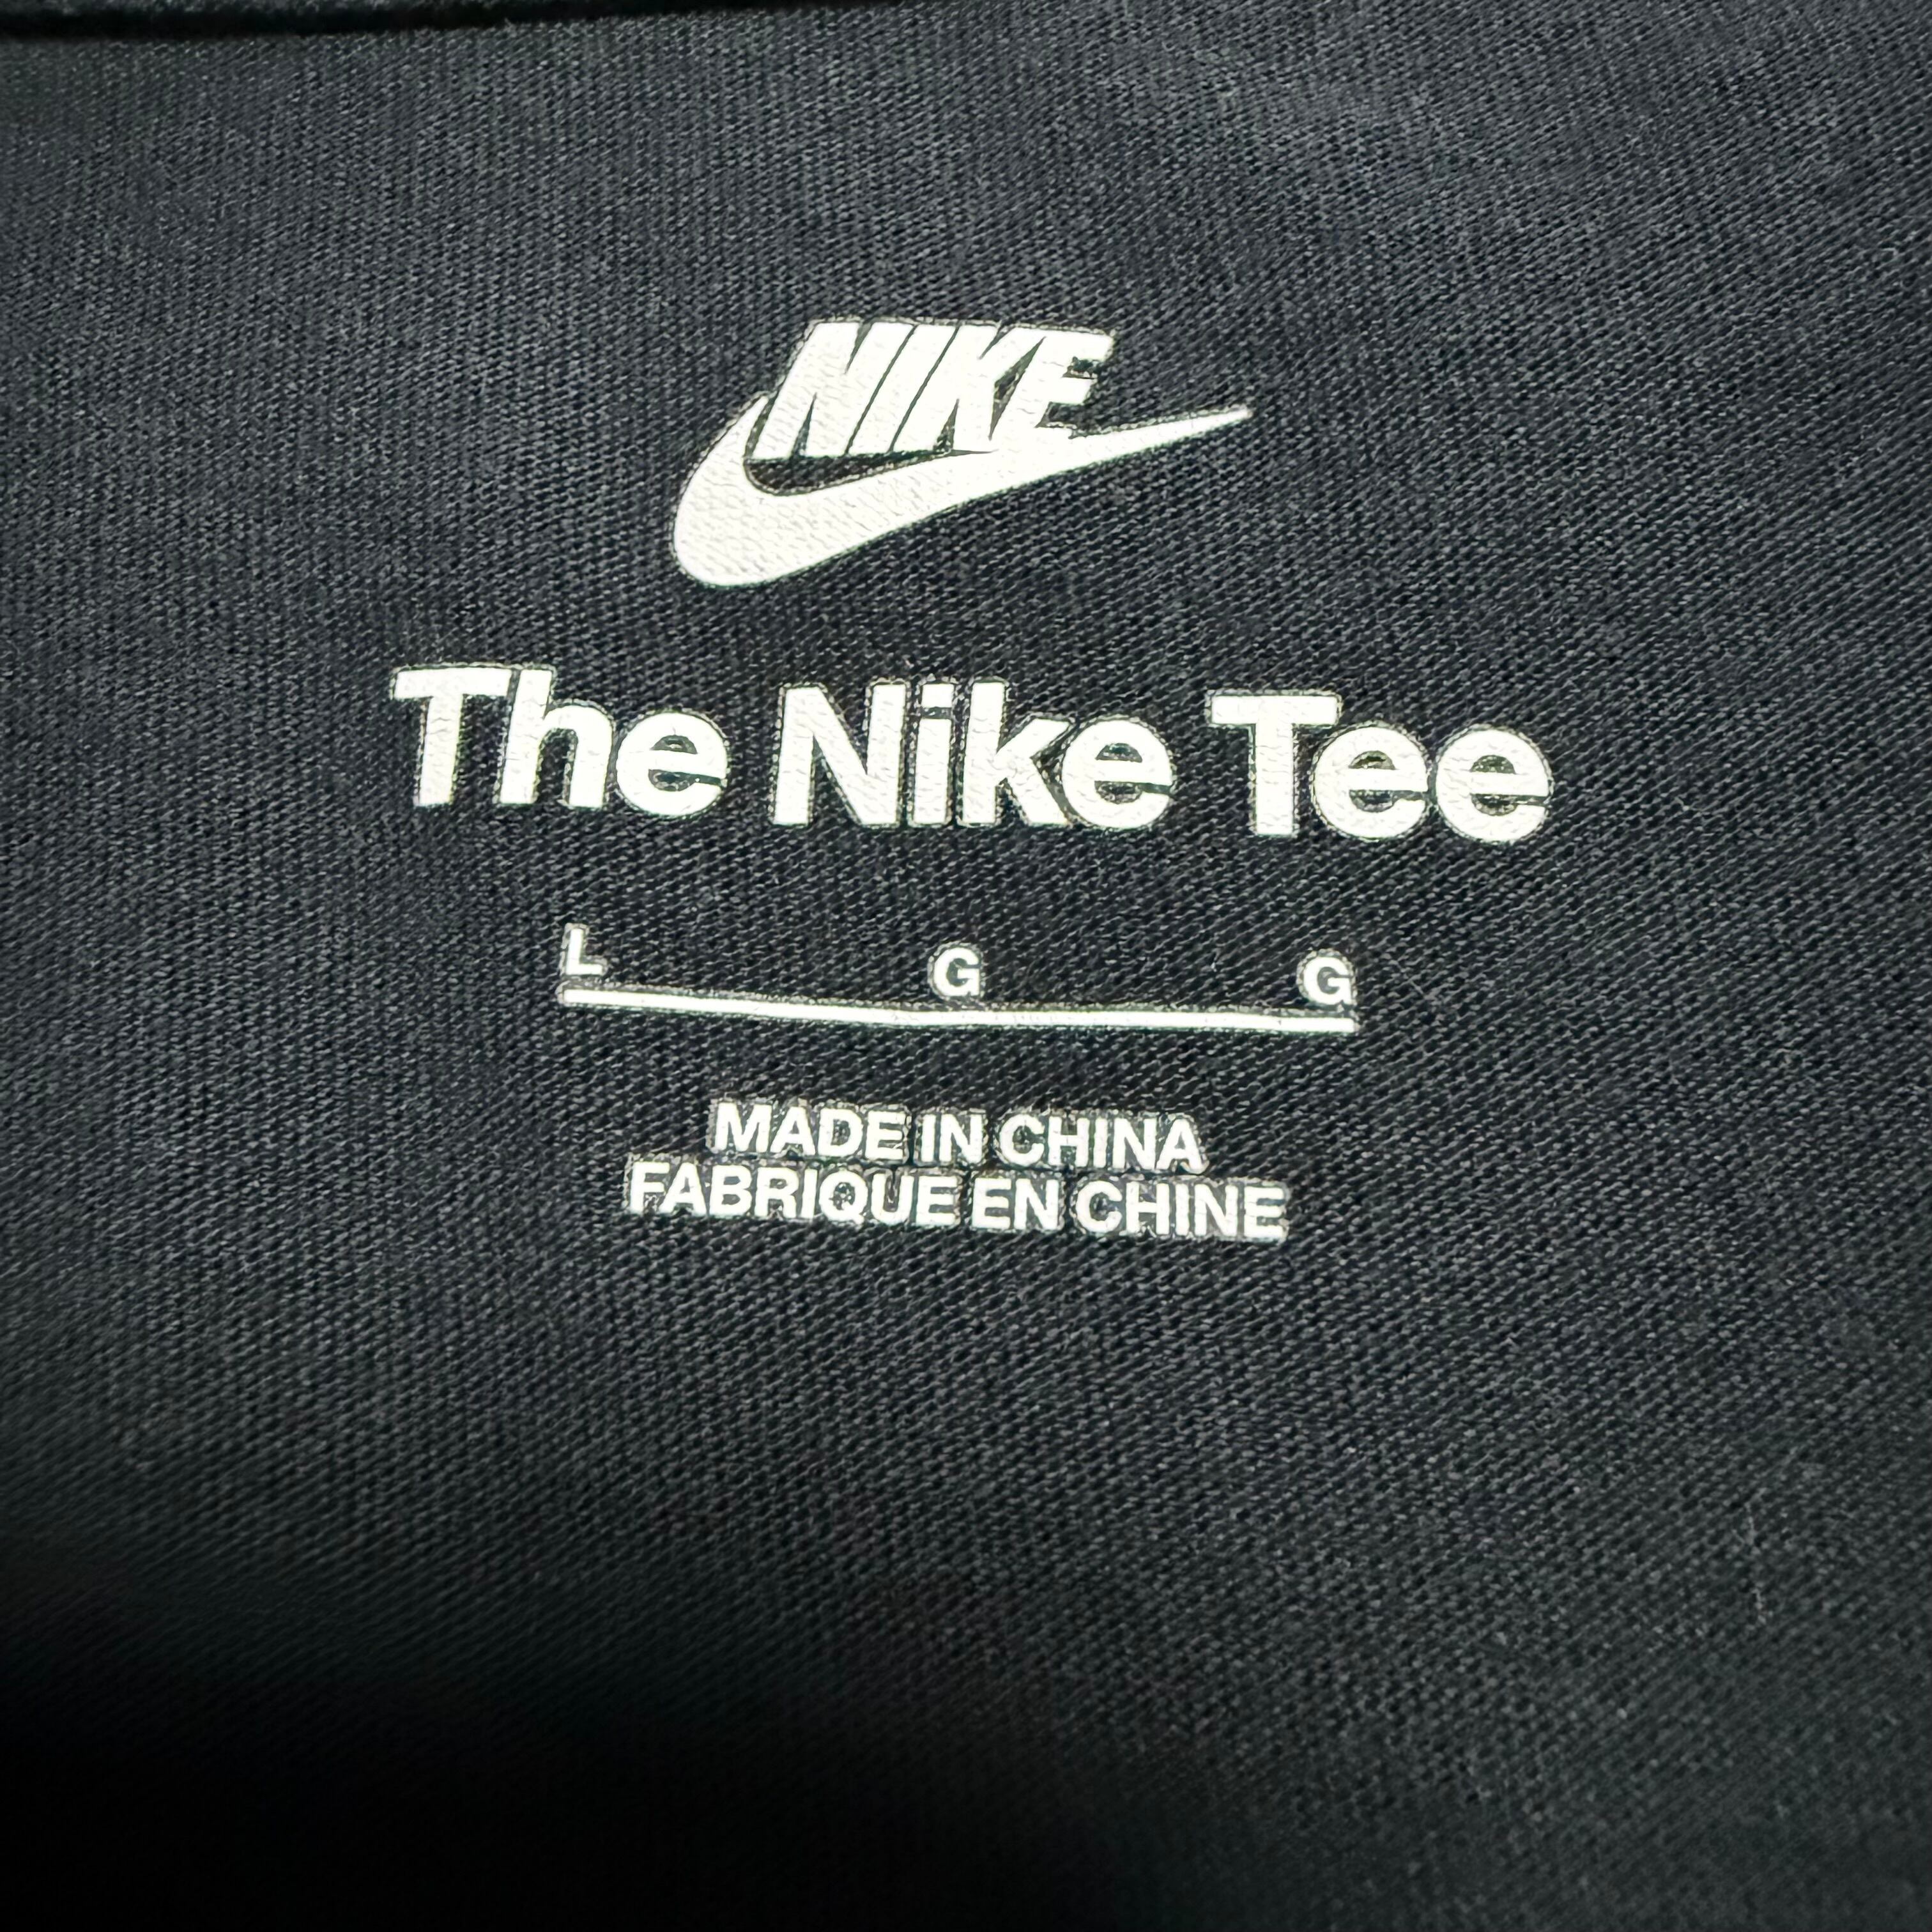 NIKE
The Nike Tee
L G G
MADE IN CHINA
FABRIQUE EN CHINE